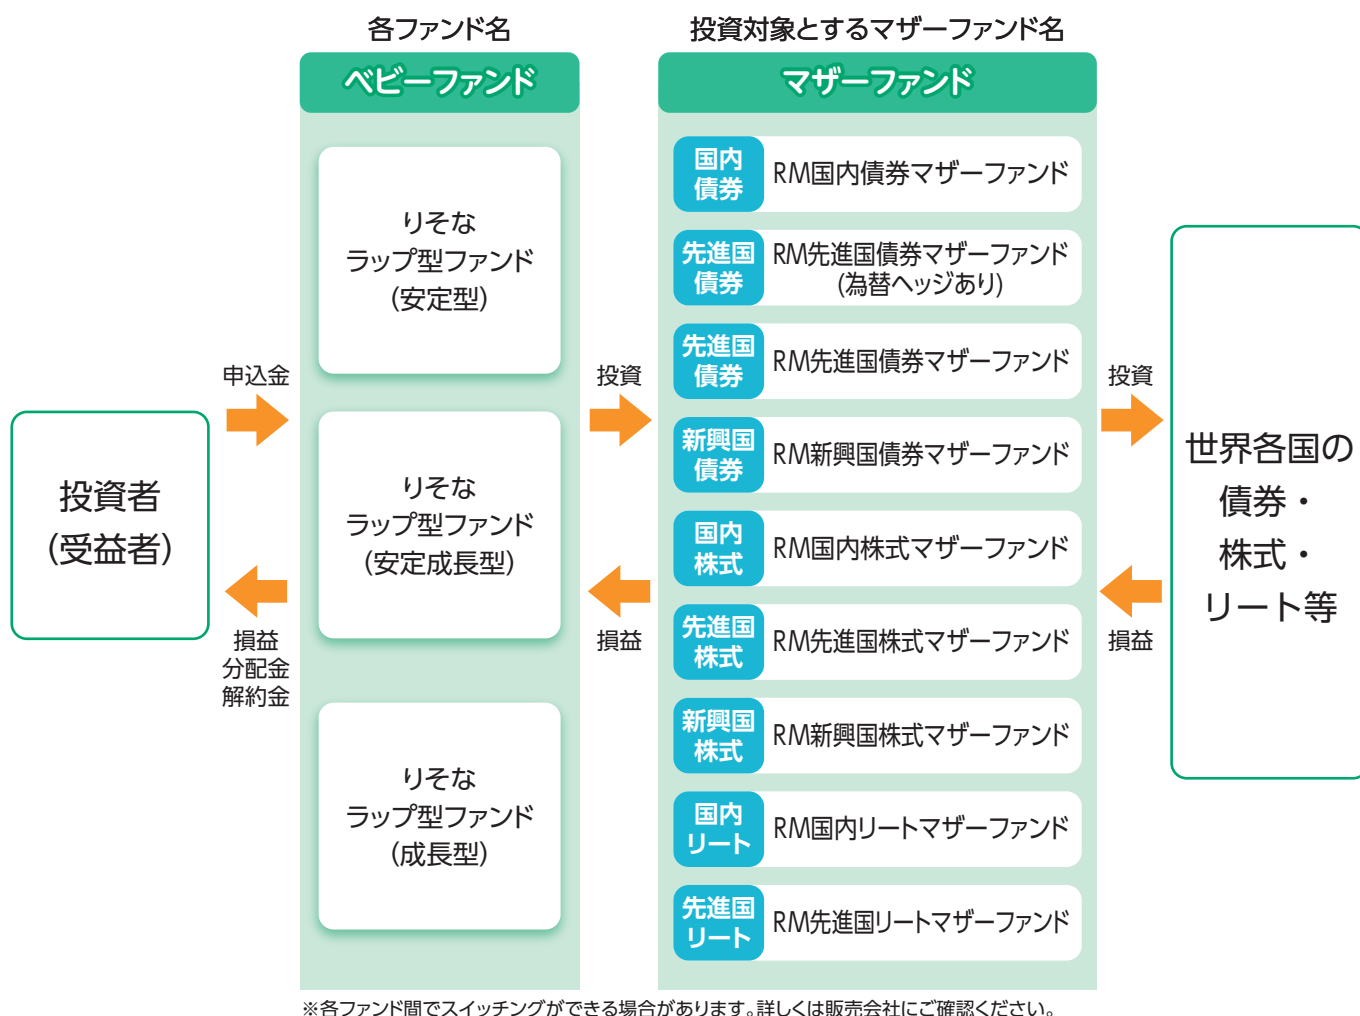 各ファンド名
投資対象とするマザーファンド名
ベビーファンド
マザーファンド
りそな
ラップ型ファンド
(安定型)
りそな
ラップ型ファンド
(安定成長型)
りそな
ラップ型ファンド
(成長型)
国内
債券
RM国内債券マザーファンド
先進国
債券
RM先進国債券マザーファンド
(為替ヘッジあり)
先進国
債券
RM先進国債券マザーファンド
新興国
債券
RM新興国債券マザーファンド
国内
株式
RM国内株式マザーファンド
先進国
株式
RM先進国株式マザーファンド
新興国
株式
RM新興国株式マザーファンド
国内
リート
RM国内リートマザーファンド
先進国
リート
RM先進国リートマザーファンド
投資者
(受益者)
申込金
損益
分配金
解約金
投資
損益
投資
損益
世界各国の
債券・
株式・
リート等
※各ファンド間でスイッチングができる場合があります。詳しくは販売会社にご確認ください。